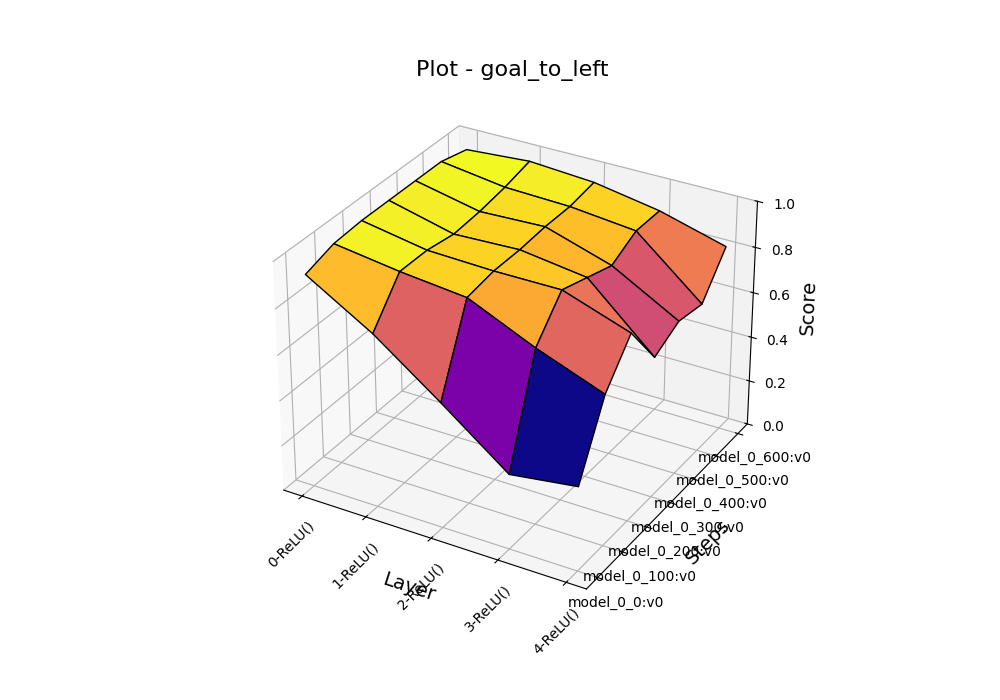 Plot - goal_to_left
1.0
0.8
0.6
0.4
0.2
0.0
Score
model_0_600:v0
model_0_500:v0
model_0_400:v0
model_0_300:v0
model_0_200:v0
model_0_100:v0
model_0_0:v0
Steps
0-ReLU()
1-ReLU()
2-ReLU()
3-ReLU()
4-ReLU()
Layer